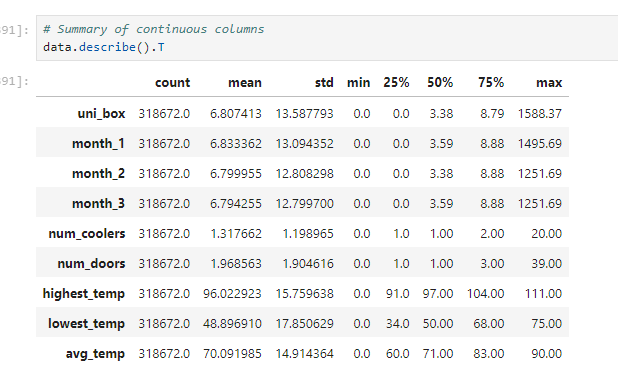 91]: # Summary of continuous columns
data.describe().T
91]:
count mean std min 25% 50% 75% max
uni_box 318672.0 6.807413 13.587793 0.0 0.0 3.38 8.79 1588.37
month_1 318672.0 6.833362 13.094352 0.0 0.0 3.59 8.88 1495.69
month_2 318672.0 6.799955 12.808298 0.0 0.0 3.38 8.88 1251.69
month_3 318672.0 6.794255 12.799700 0.0 0.0 3.59 8.88 1251.69
num_coolers 318672.0 1.317662 1.198965 0.0 1.0 1.00 2.00 20.00
num_doors 318672.0 1.968563 1.904616 0.0 1.0 1.00 3.00 39.00
highest_temp 318672.0 96.022923 15.759638 0.0 91.0 97.00 104.00 111.00
lowest_temp 318672.0 48.896910 17.850629 0.0 34.0 50.00 68.00 75.00
avg_temp 318672.0 70.091985 14.914364 0.0 60.0 71.00 83.00 90.00